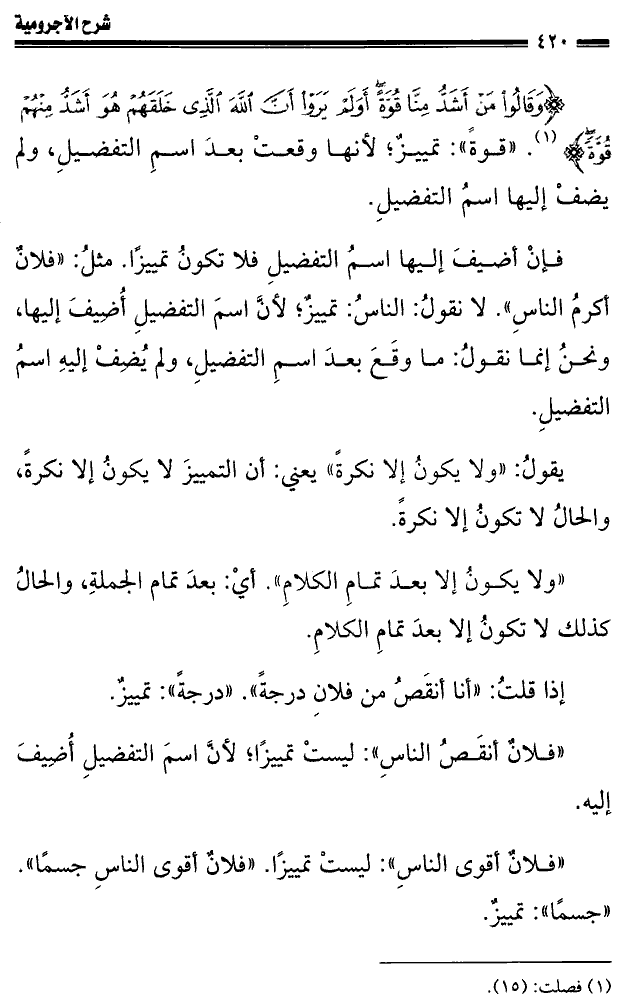 شرح الآجرومية
٤٢٠
﴿وَقَالُوا۟ مَنْ أَشَدُّ مِنَّا قُوَّةً ۖ أَوَلَمْ يَرَوْا۟ أَنَّ ٱللَّهَ ٱلَّذِى خَلَقَهُمْ هُوَ أَشَدُّ مِنْهُمْ
قُوَّةً ۖ﴾ (١). «قوةً»: تمييزٌ؛ لأنها وقعتْ بعدَ اسمِ التفضيلِ، ولم
يضفْ إليها اسمُ التفضيلِ.
فإنْ أضيفَ إليها اسمُ التفضيلِ فلا تكونُ تمييزًا. مثلُ: «فلانٌ
أكرمُ الناسِ». لا نقولُ: الناسُ: تمييزٌ؛ لأنَّ اسمَ التفضيلِ أُضِيفَ إليها،
ونحنُ إنما نقولُ: ما وقَعَ بعدَ اسمِ التفضيلِ، ولم يُضِفْ إليهِ اسمُ
التفضيلِ.
يقولُ: «ولا يكونُ إلا نكرةً» يعني: أن التمييزَ لا يكونُ إلا نكرةً،
والحالُ لا تكونُ إلا نكرةً.
«ولا يكونُ إلا بعدَ تمامِ الكلامِ». أيْ: بعدَ تمام الجملةِ، والحالُ
كذلك لا تكونُ إلا بعدَ تمامِ الكلامِ.
إذا قلتُ: «أنا أنقَصُ من فلانٍ درجةً». «درجةً»: تمييزٌ.
«فلانٌ أنقَصُ الناسِ»: ليستْ تمييزًا؛ لأنَّ اسمَ التفضيلِ أُضيفَ
إليه.
«فلانٌ أقوى الناسِ»: ليستْ تمييزًا. «فلانٌ أقوى الناسِ جسمًا».
«جسمًا»: تمييزٌ.
(١) فصلت: (١٥).